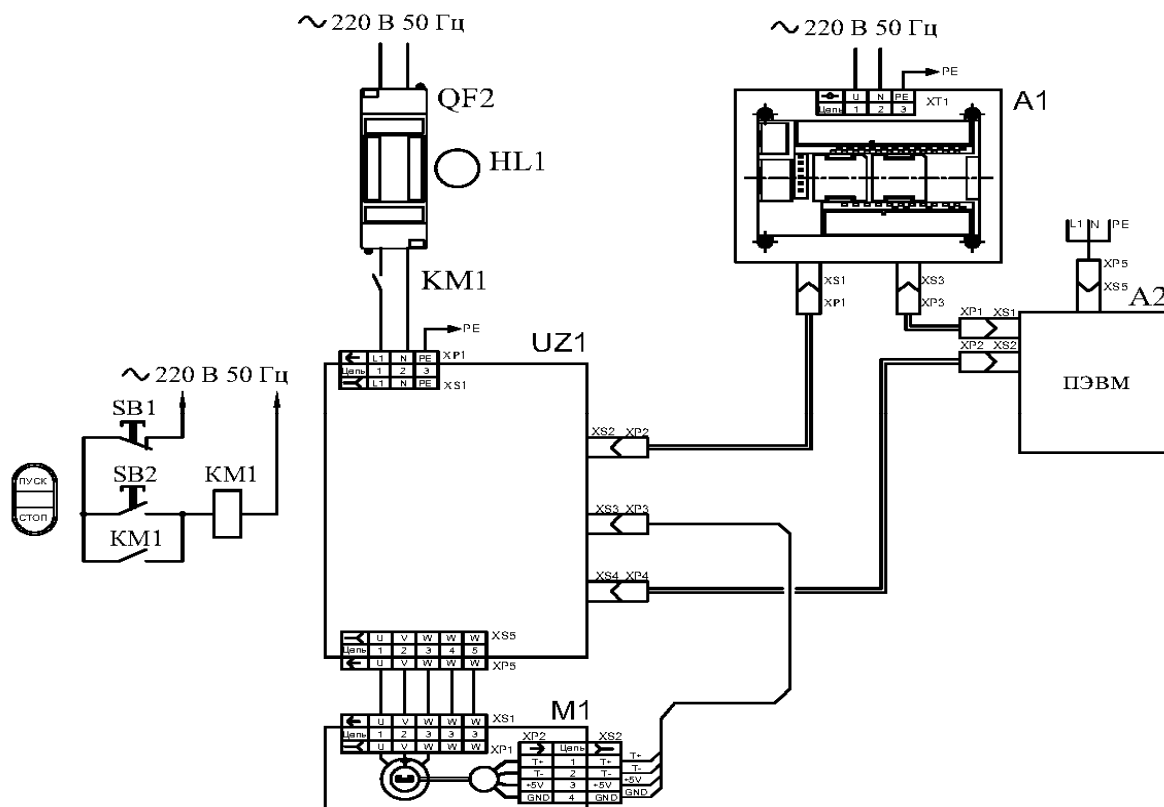 220 В 50 Гц
220 В 50 Гц
QF2
HL1
KM1
PE
U N PE
Цепь 1 2 3
XT1
A1
XS1
XP1
XS3
XP3
L1 N PE
XP5
XS5
A2
XP1 XS1
XP2 XS2
ПЭВМ
PE
UZ1
L1 N PE XP1
Цепь 1 2 3
L1 N PE XS1
220 В 50 Гц
SB1
SB2
KM1
KM1
ПУСК
СТОП
XS2 XP2
XS3 XP3
XS4 XP4
U V W W W XS5
Цепь 1 2 3 4 5
U V W W W XP5
M1
U V W W W XS1
Цепь 1 2 3 3 3
U V W W W XP1
XP2 XS2
Цепь
T+ 1 T+ T+
T- 2 T- T-
+5V 3 +5V +5V
GND 4 GND GND